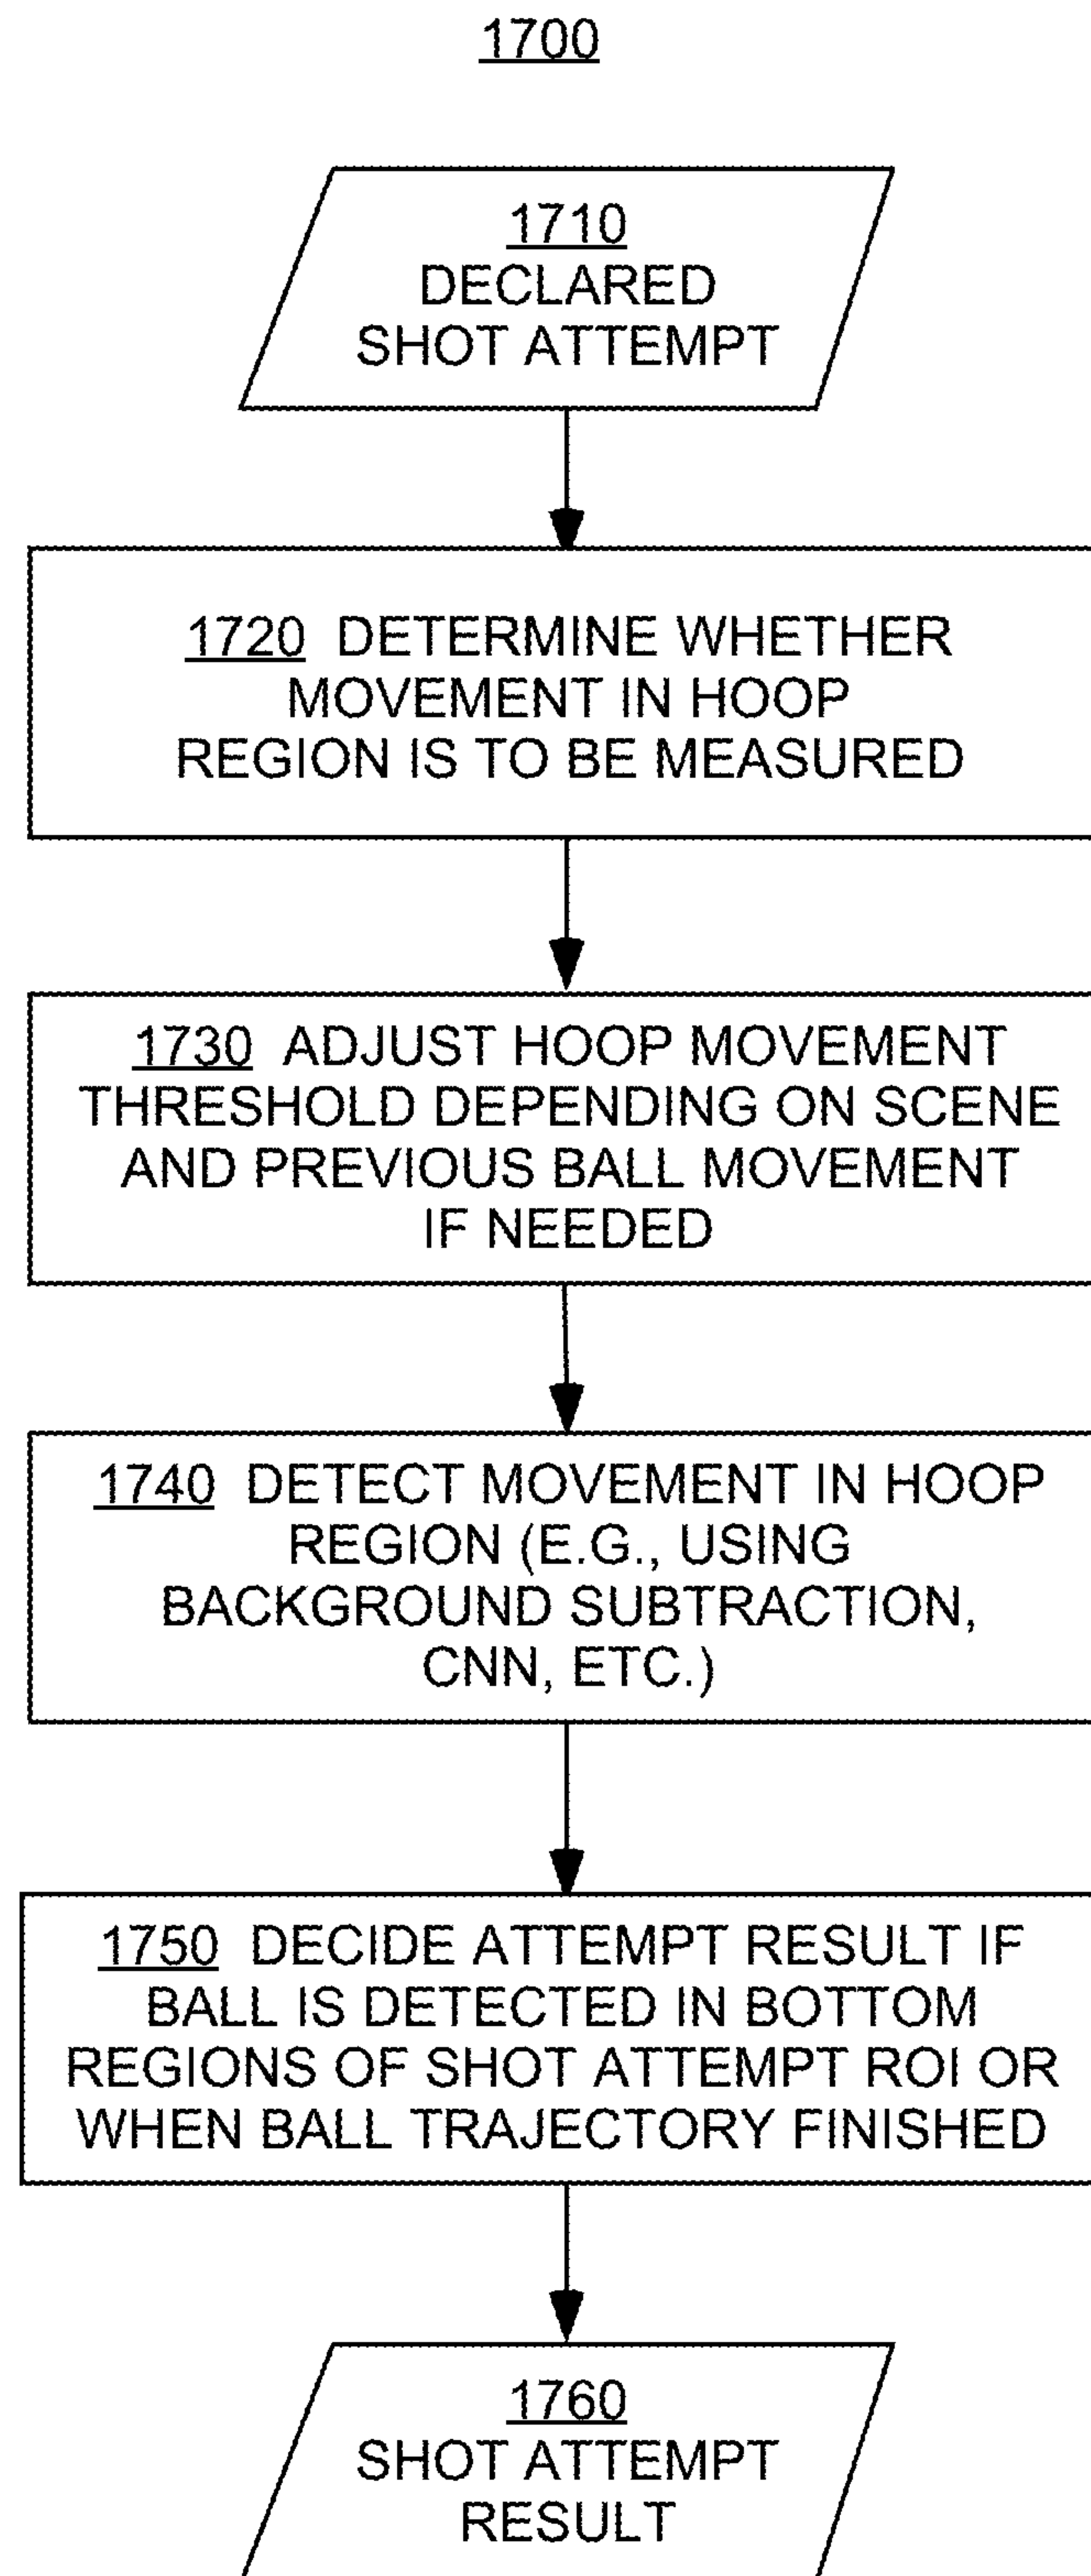 1700
1710
DECLARED
SHOT ATTEMPT
1720 DETERMINE WHETHER
MOVEMENT IN HOOP
REGION IS TO BE MEASURED
1730 ADJUST HOOP MOVEMENT
THRESHOLD DEPENDING ON SCENE
AND PREVIOUS BALL MOVEMENT
IF NEEDED
1740 DETECT MOVEMENT IN HOOP
REGION (E.G., USING
BACKGROUND SUBTRACTION,
CNN, ETC.)
1750 DECIDE ATTEMPT RESULT IF
BALL IS DETECTED IN BOTTOM
REGIONS OF SHOT ATTEMPT ROI OR
WHEN BALL TRAJECTORY FINISHED
1760
SHOT ATTEMPT
RESULT